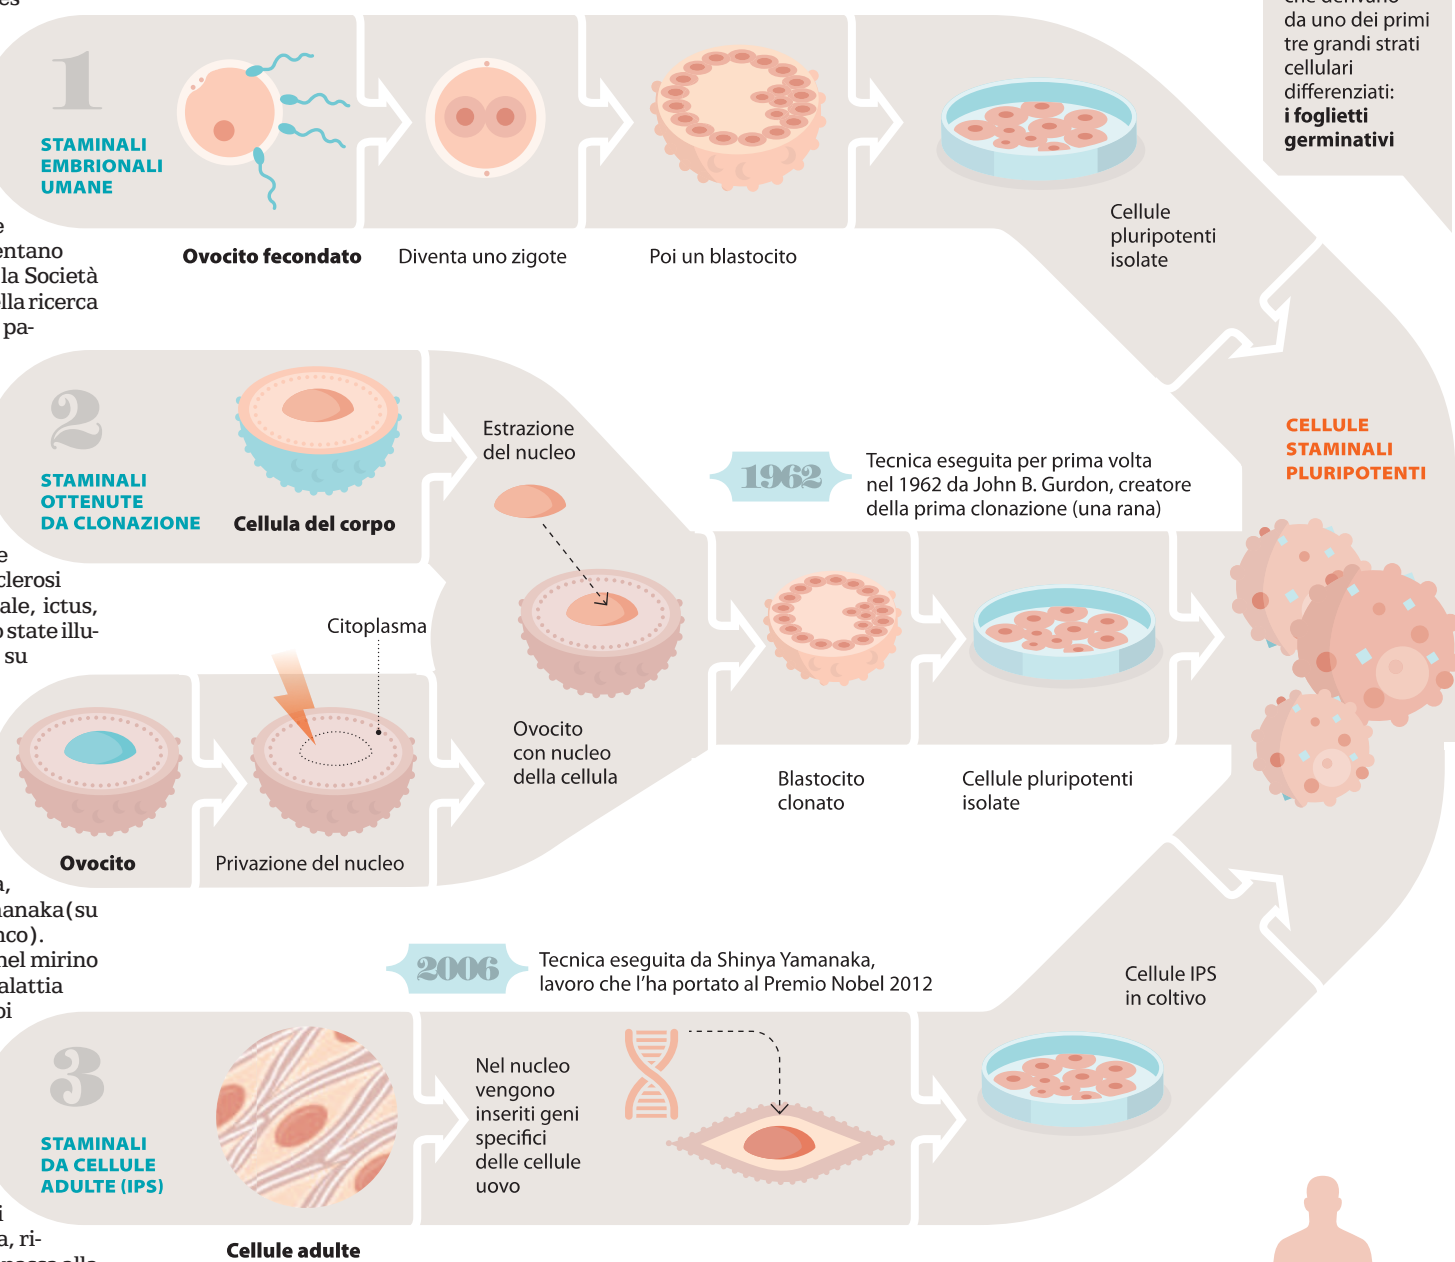 che derivano
da uno dei primi
tre grandi strati
cellulari
differenziati:
i foglietti
germinativi
1
STAMINALI
EMBRIONALI
UMANE
Ovocito fecondato
Diventa uno zigote
Poi un blastocito
Cellule
pluripotenti
isolate
la Società
ricerca
pa-
2
STAMINALI
OTTENUTE
DA CLONAZIONE
Cellula del corpo
Estrazione
del nucleo
1962
Tecnica eseguita per prima volta
nel 1962 da John B. Gurdon, creatore
della prima clonazione (una rana)
CELLULE
STAMINALI
PLURIPOTENTI
ictus,
state illu-
su
Citoplasma
Ovocito
con nucleo
della cellula
Blastocito
clonato
Cellule pluripotenti
isolate
Ovocito
Privazione del nucleo
(su
nel mirino
2006
Tecnica eseguita da Shinya Yamanaka,
lavoro che l'ha portato al Premio Nobel 2012
Cellule IPS
in coltivo
3
STAMINALI
DA CELLULE
ADULTE (IPS)
Cellule adulte
Nel nucleo
vengono
inseriti geni
specifici
delle cellule
uovo
ri-